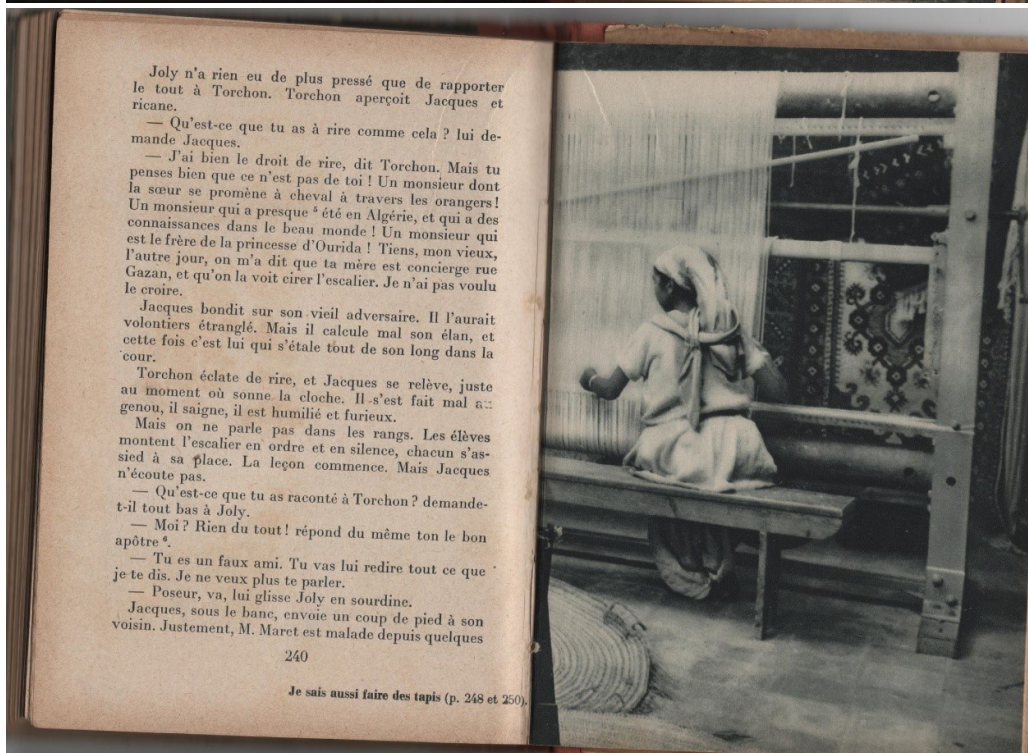 Joly n'a rien eu de plus pressé que de rapporter
le tout à Torchon. Torchon aperçoit Jacques et
ricane.
— Qu'est-ce que tu as à rire comme cela ? lui de-
mande Jacques.
— J'ai bien le droit de rire, dit Torchon. Mais tu
penses bien que ce n'est pas de toi ! Un monsieur dont
la sœur se promène à cheval à travers les orangers !
Un monsieur qui a presque ⁵ été en Algérie, et qui a des
connaissances dans le beau monde ! Un monsieur qui
est le frère de la princesse d'Ourida ! Tiens, mon vieux,
l'autre jour, on m'a dit que ta mère est concierge rue
Gazan, et qu'on la voit cirer l'escalier. Je n'ai pas voulu
le croire.
Jacques bondit sur son vieil adversaire. Il l'aurait
volontiers étranglé. Mais il calcule mal son élan, et
cette fois c'est lui qui s'étale tout de son long dans la
cour.
Torchon éclate de rire, et Jacques se relève, juste
au moment où sonne la cloche. Il s'est fait mal au
genou, il saigne, il est humilié et furieux.
Mais on ne parle pas dans les rangs. Les élèves
montent l'escalier en ordre et en silence, chacun s'as-
sied à sa place. La leçon commence. Mais Jacques
n'écoute pas.
— Qu'est-ce que tu as raconté à Torchon ? demande-
t-il tout bas à Joly.
— Moi ? Rien du tout ! répond du même ton le bon
apôtre ⁶.
— Tu es un faux ami. Tu vas lui redire tout ce que
je te dis. Je ne veux plus te parler.
— Poseur, va, lui glisse Joly en sourdine.
Jacques, sous le banc, envoie un coup de pied à son
voisin. Justement, M. Maret est malade depuis quelques
240
Je sais aussi faire des tapis (p. 248 et 250).